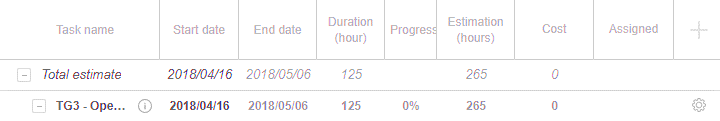 Task name Start date End date Duration (hour) Progress Estimation (hours) Cost Assigned
Total estimate 2018/04/16 2018/05/06 125 265 0
TG3 - Ope... 2018/04/16 2018/05/06 125 0% 265 0